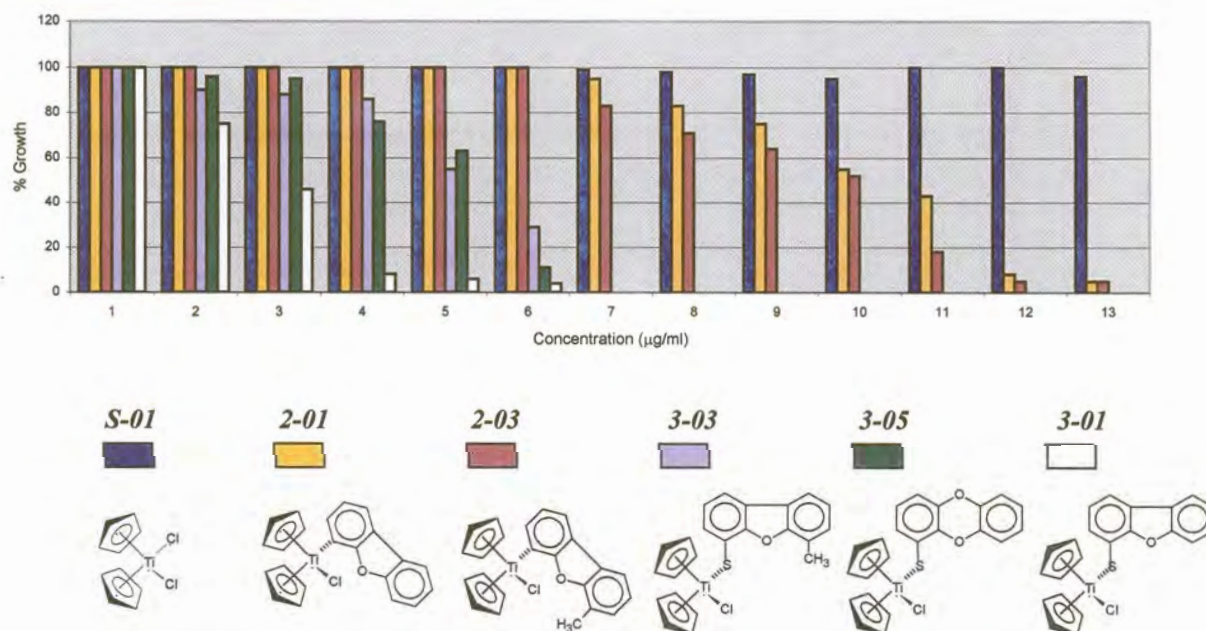 120
100
80
60
40
20
0
% Growth
1 2 3 4 5 6 7 8 9 10 11 12 13
Concentration (µg/ml)
S-01 2-01 2-03 3-03 3-05 3-01
Ti Cl Cl
Ti Cl O
Ti Cl O H₃C
O CH₃ S Ti Cl
O O S Ti Cl
O S Ti Cl